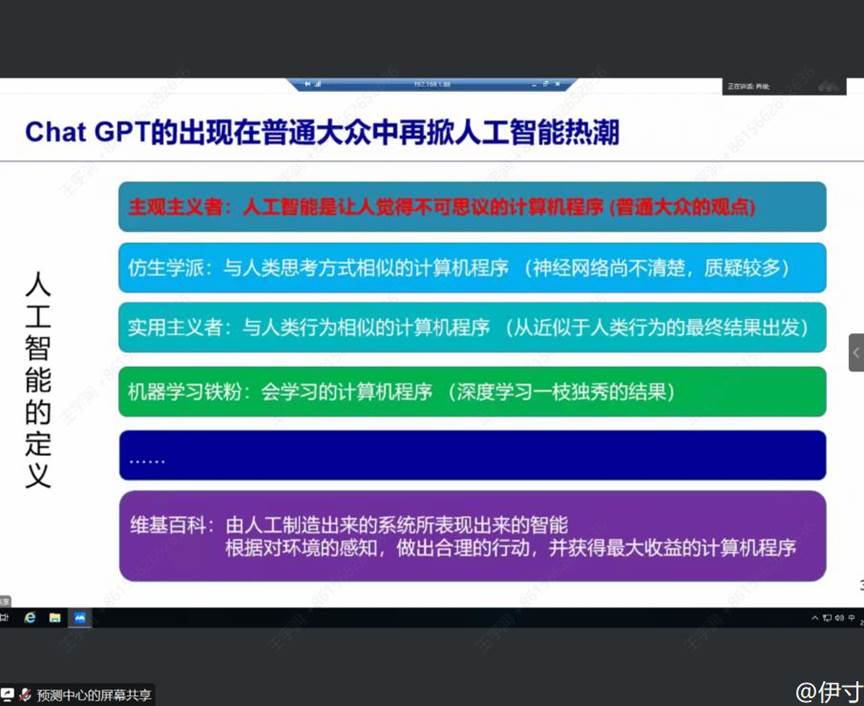 192.168.1.88
正在讲话:
Chat GPT的出现在普通大众中再掀人工智能热潮
人工智能的定义
主观主义者：人工智能是让人觉得不可思议的计算机程序 (普通大众的观点)
仿生学派：与人类思考方式相似的计算机程序 （神经网络尚不清楚，质疑较多）
实用主义者：与人类行为相似的计算机程序 （从近似于人类行为的最终结果出发）
机器学习铁粉：会学习的计算机程序 （深度学习一枝独秀的结果）
……
维基百科：由人工制造出来的系统所表现出来的智能
根据对环境的感知，做出合理的行动，并获得最大收益的计算机程序
中
预测中心的屏幕共享
@伊寸